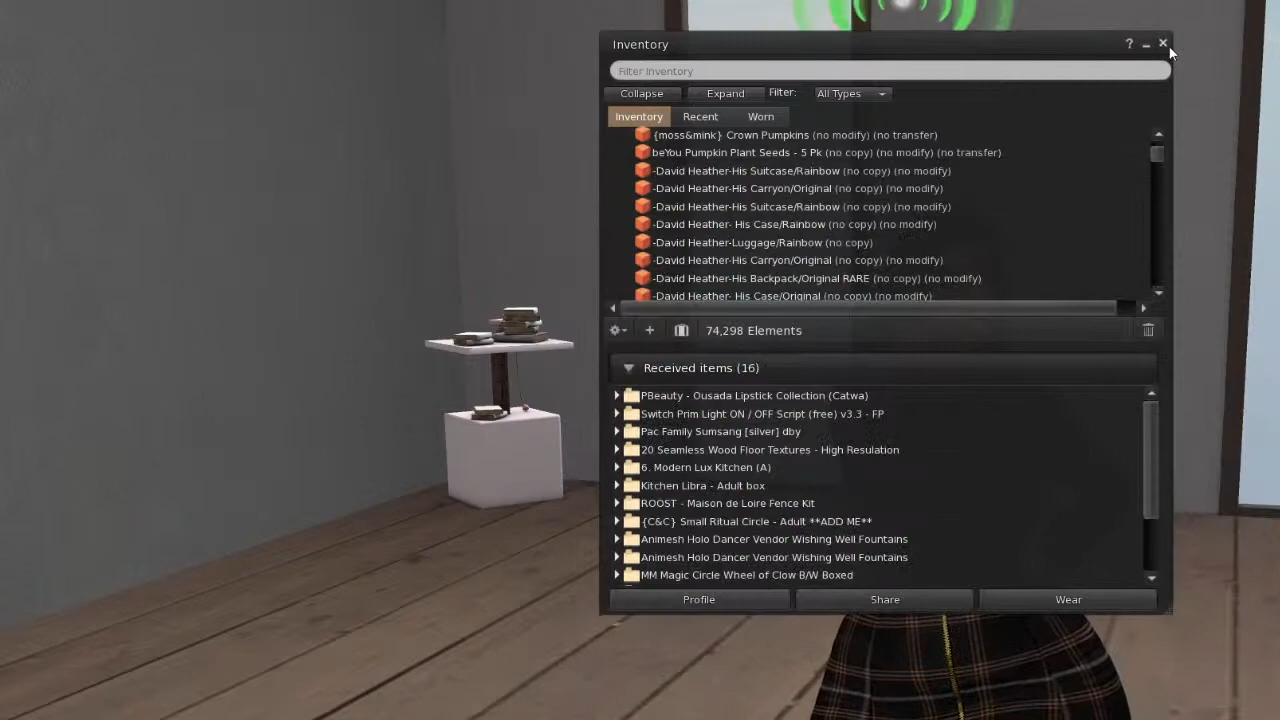 Inventory
?
Filter Inventory
Collapse Expand Filter: All Types
Inventory Recent Worn
{moss&mink} Crown Pumpkins (no modify) (no transfer)
beYou Pumpkin Plant Seeds - 5 Pk (no copy) (no modify) (no transfer)
-David Heather-His Suitcase/Rainbow (no copy) (no modify)
-David Heather-His Carryon/Original (no copy) (no modify)
-David Heather-His Suitcase/Rainbow (no copy) (no modify)
-David Heather- His Case/Rainbow (no copy) (no modify)
-David Heather-Luggage/Rainbow (no copy)
-David Heather-His Carryon/Original (no copy) (no modify)
-David Heather-His Backpack/Original RARE (no copy) (no modify)
-David Heather- His Case/Original (no copy) (no modify)
74,298 Elements
Received items (16)
PBeauty - Ousada Lipstick Collection (Catwa)
Switch Prim Light ON / OFF Script (free) v3.3 - FP
Pac Family Sumsang [silver] dby
20 Seamless Wood Floor Textures - High Resulation
6. Modern Lux Kitchen (A)
Kitchen Libra - Adult box
ROOST - Maison de Loire Fence Kit
{C&C} Small Ritual Circle - Adult **ADD ME**
Animesh Holo Dancer Vendor Wishing Well Fountains
Animesh Holo Dancer Vendor Wishing Well Fountains
MM Magic Circle Wheel of Clow B/W Boxed
Profile Share Wear